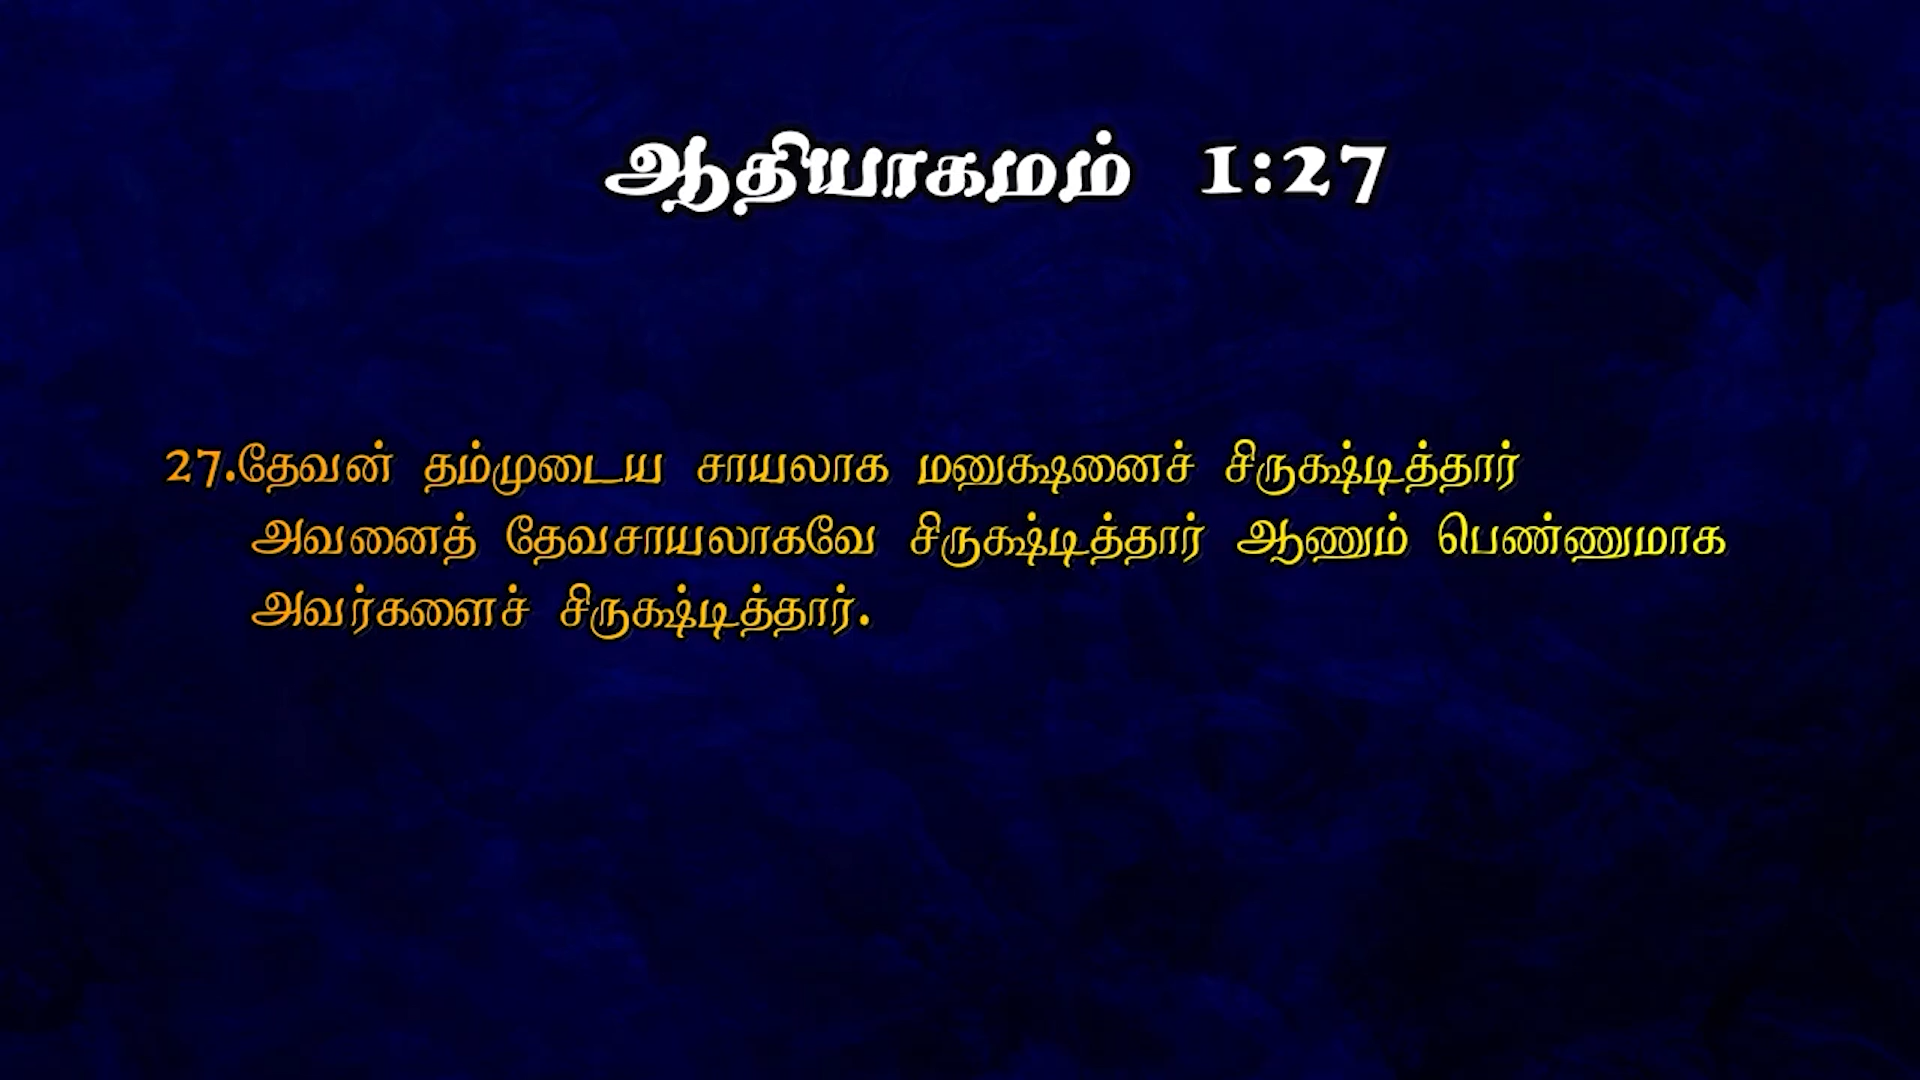 ஆதியாகமம் 1:27
27.தேவன் தம்முடைய சாயலாக மனுக்ஷனைச் சிருக்ஷ்டித்தார்
அவனைத் தேவசாயலாகவே சிருக்ஷ்டித்தார் ஆணும் பெண்ணுமாக
அவர்களைச் சிருக்ஷ்டித்தார்.